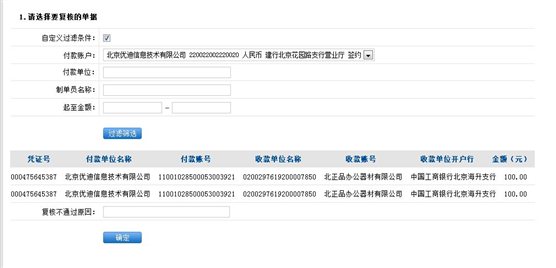 1. 请选择要复核的单据
自定义过滤条件：
付款账户： 北京优迪信息技术有限公司 220022002220020 人民币 建行北京花园路支行营业厅 签约
付款单位：
制单员名称：
起至金额： －
过滤筛选
凭证号 付款单位名称 付款账号 收款单位名称 收款账号 收款单位开户行 金额（元）
000475645387 北京优迪信息技术有限公司 11001028500053003921 0200297619200007850 北正品办公器材有限公司 中国工商银行北京海升支行 100.00
000475645387 北京优迪信息技术有限公司 11001028500053003921 0200297619200007850 北正品办公器材有限公司 中国工商银行北京海升支行 100.00
复核不通过原因：
确定